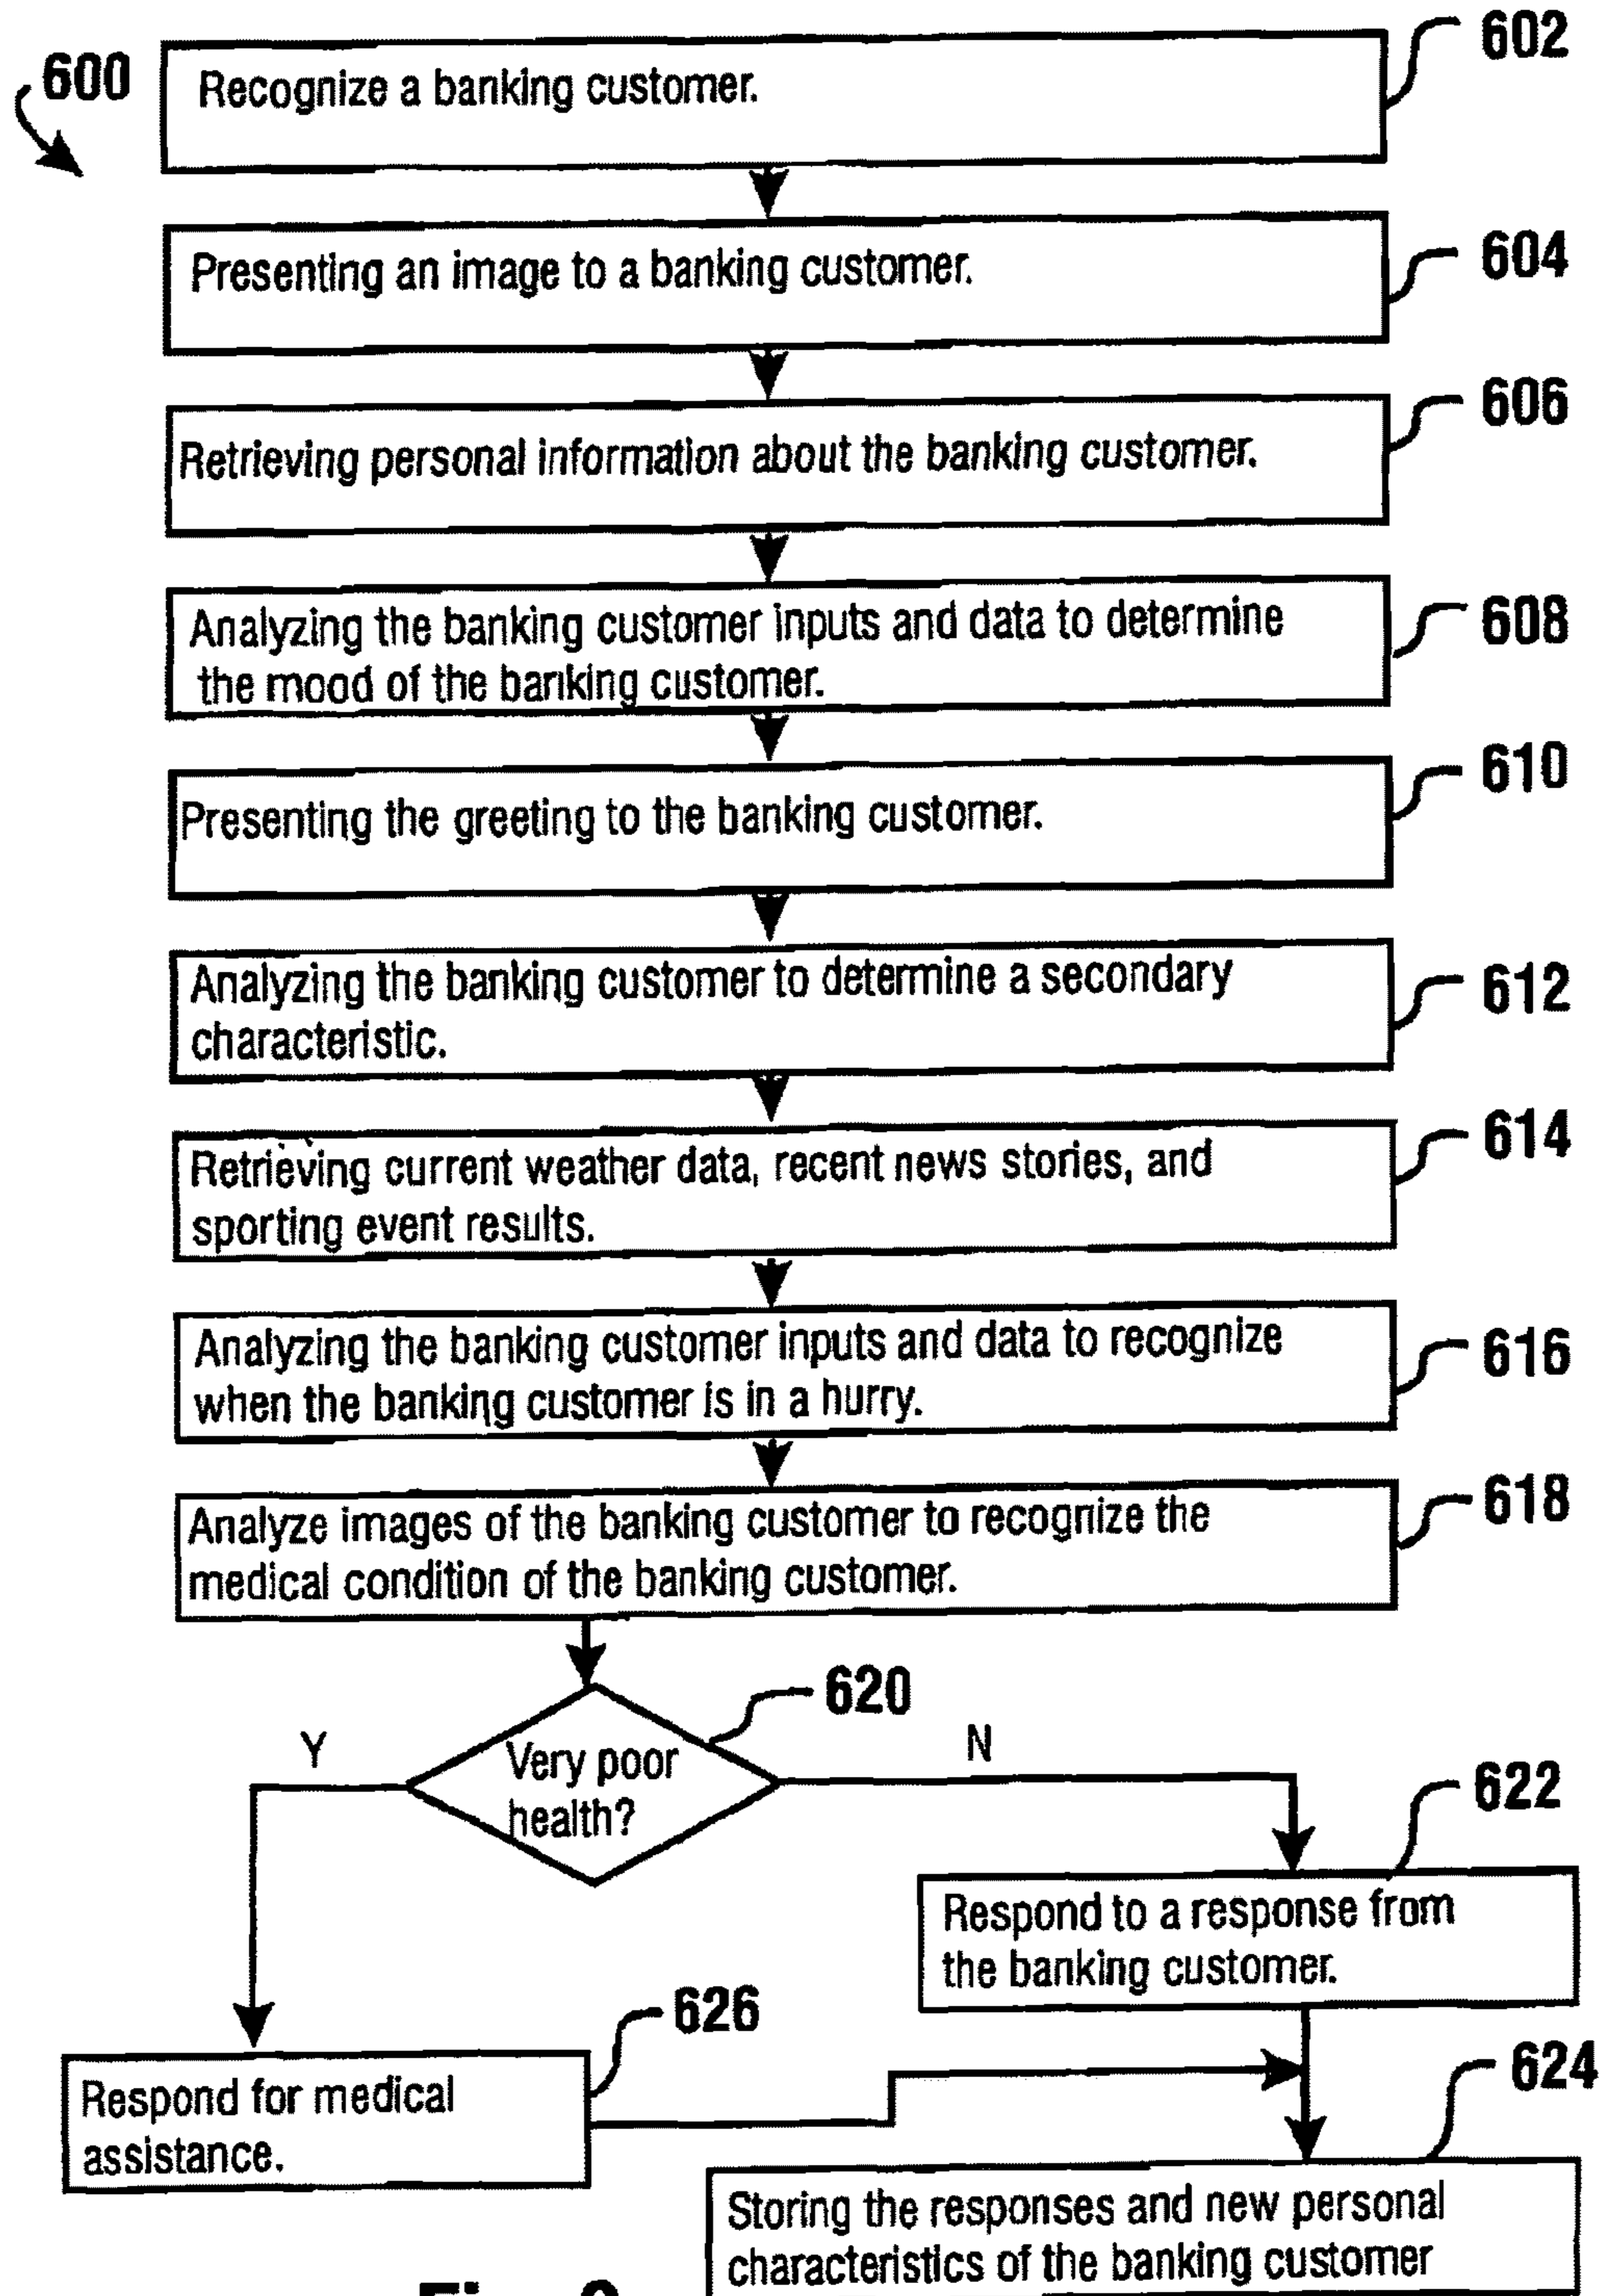 600
602
Recognize a banking customer.
604
Presenting an image to a banking customer.
606
Retrieving personal information about the banking customer.
608
Analyzing the banking customer inputs and data to determine
the mood of the banking customer.
610
Presenting the greeting to the banking customer.
612
Analyzing the banking customer to determine a secondary
characteristic.
614
Retrieving current weather data, recent news stories, and
sporting event results.
616
Analyzing the banking customer inputs and data to recognize
when the banking customer is in a hurry.
618
Analyze images of the banking customer to recognize the
medical condition of the banking customer.
620
Y
Very poor
health?
N
622
Respond to a response from
the banking customer.
626
Respond for medical
assistance.
624
Storing the responses and new personal
characteristics of the banking customer